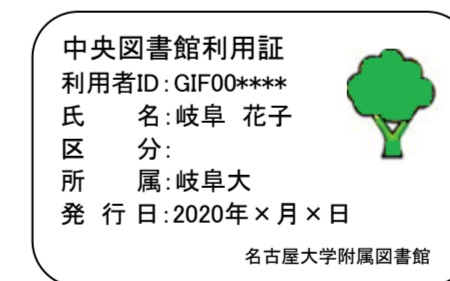 中央図書館利用証
利用者ID：GIF00****
氏　　名：岐阜　花子
区　　分：
所　　属：岐阜大
発 行 日：2020年×月×日
名古屋大学附属図書館